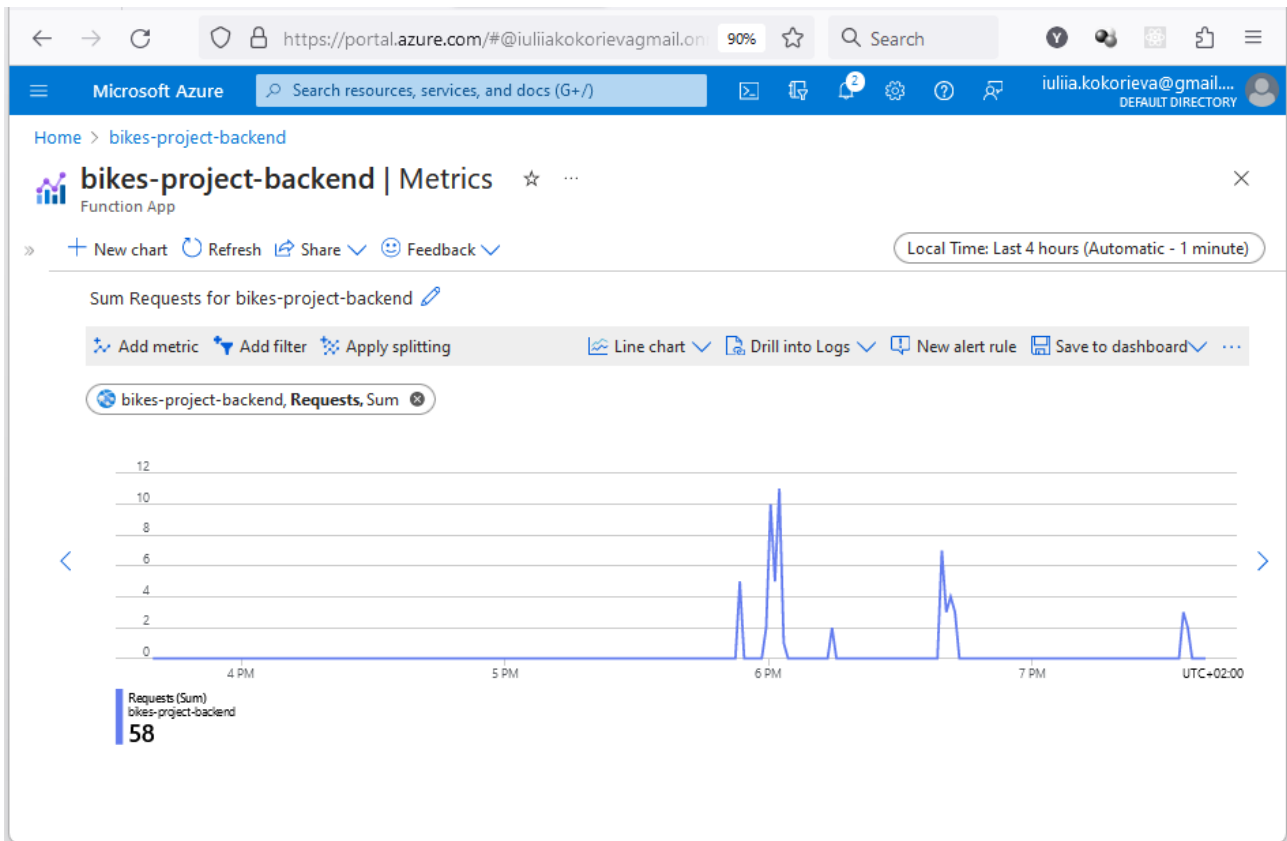 https://portal.azure.com/#@iuliiakokorievagmail.on 90% Search Y
Microsoft Azure Search resources, services, and docs (G+/) 2 iuliia.kokorieva@gmail....
DEFAULT DIRECTORY
Home > bikes-project-backend
bikes-project-backend | Metrics ...
Function App
» + New chart Refresh Share Feedback Local Time: Last 4 hours (Automatic - 1 minute)
Sum Requests for bikes-project-backend
Add metric Add filter Apply splitting Line chart Drill into Logs New alert rule Save to dashboard ...
bikes-project-backend, Requests, Sum
12
10
8
6
4
2
0
4 PM 5 PM 6 PM 7 PM UTC+02:00
Requests (Sum)
bikes-project-backend
58